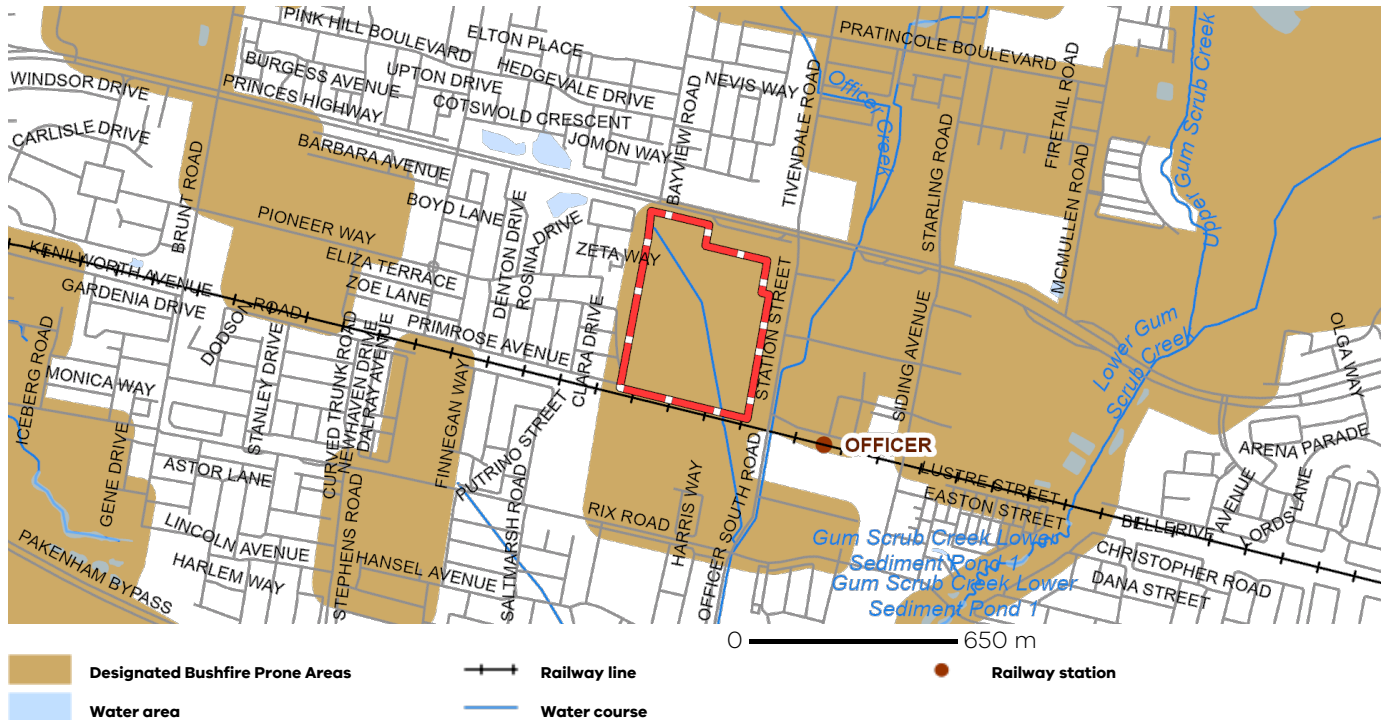 PINK HILL BOULEVARD
ELTON PLACE
PRATINCOLE BOULEVARD
BURGESS AVENUE
UPTON DRIVE
HEDGEVALE DRIVE
NEVIS WAY
WINDSOR DRIVE
PRINCES HIGHWAY
COTSWOLD CRESCENT
BAYVIEW ROAD
TIVENDALE ROAD
Officer Creek
STARLING ROAD
FIRETAIL ROAD
Upper Gum Scrub Creek
CARLISLE DRIVE
BARBARA AVENUE
JOMON WAY
MCMULLEN ROAD
BRUNT ROAD
BOYD LANE
DENTON DRIVE
ROSINA DRIVE
PIONEER WAY
ZETA WAY
KENILWORTH AVENUE
ELIZA TERRACE
STATION STREET
GARDENIA DRIVE
ROAD
ZOE LANE
PRIMROSE AVENUE
CLARA DRIVE
SIDING AVENUE
Lower Gum
Scrub Creek
OLGA WAY
ICEBERG ROAD
DODSON
STANLEY DRIVE
CURVED TRUNK ROAD
NEWHAVEN DRIVE
DALRAY AVENUE
FINNEGAN WAY
MONICA WAY
PUTRINO STREET
OFFICER
ARENA PARADE
GENE DRIVE
ASTOR LANE
SALTMARSH ROAD
HARRIS WAY
OFFICER SOUTH ROAD
LUSTRE STREET
EASTON STREET
BELLERIVE
AVENUE
LORDS LANE
STEPHENS ROAD
RIX ROAD
LINCOLN AVENUE
HARLEM WAY
HANSEL AVENUE
PAKENHAM BYPASS
Gum Scrub Creek Lower
Sediment Pond 1
Gum Scrub Creek Lower
Sediment Pond 1
CHRISTOPHER ROAD
DANA STREET
0 650 m
Designated Bushfire Prone Areas
Railway line
Railway station
Water area
Water course